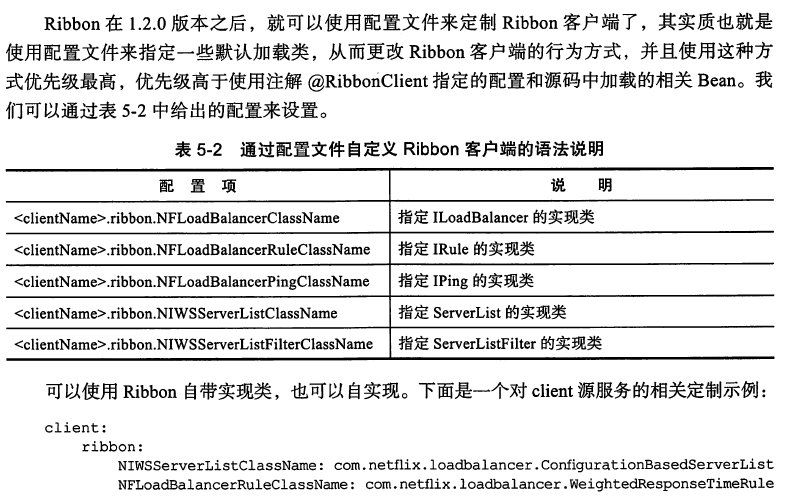 Ribbon 在 1.2.0 版本之后，就可以使用配置文件来定制 Ribbon 客户端了，其实质也就是
使用配置文件来指定一些默认加载类，从而更改 Ribbon 客户端的行为方式，并且使用这种方
式优先级最高，优先级高于使用注解 @RibbonClient 指定的配置和源码中加载的相关 Bean。我
们可以通过表 5-2 中给出的配置来设置。
表 5-2 通过配置文件自定义 Ribbon 客户端的语法说明
配 置 项 说 明
<clientName>.ribbon.NFLoadBalancerClassName 指定 ILoadBalancer 的实现类
<clientName>.ribbon.NFLoadBalancerRuleClassName 指定 IRule 的实现类
<clientName>.ribbon.NFLoadBalancerPingClassName 指定 IPing 的实现类
<clientName>.ribbon.NIWSServerListClassName 指定 ServerList 的实现类
<clientName>.ribbon.NIWSServerListFilterClassName 指定 ServerListFilter 的实现类
可以使用 Ribbon 自带实现类，也可以自实现。下面是一个对 client 源服务的相关定制示例：
client:
ribbon:
NIWSServerListClassName: com.netflix.loadbalancer.ConfigurationBasedServerList
NFLoadBalancerRuleClassName: com.netflix.loadbalancer.WeightedResponseTimeRule